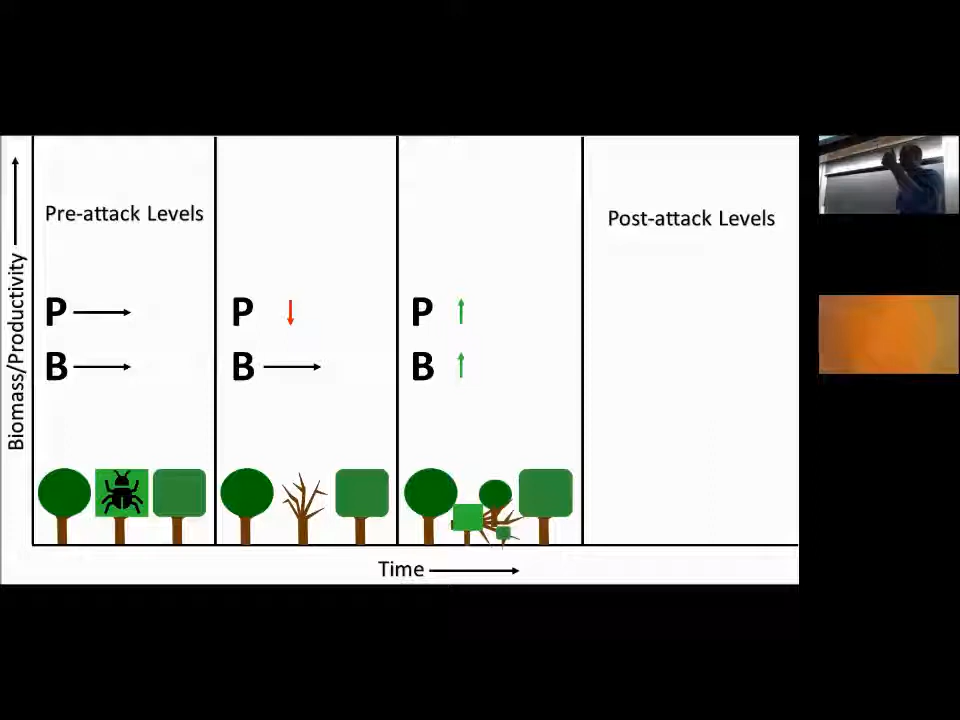 Biomass/Productivity
Pre-attack Levels
Post-attack Levels
P
B
P
B
P
B
Time